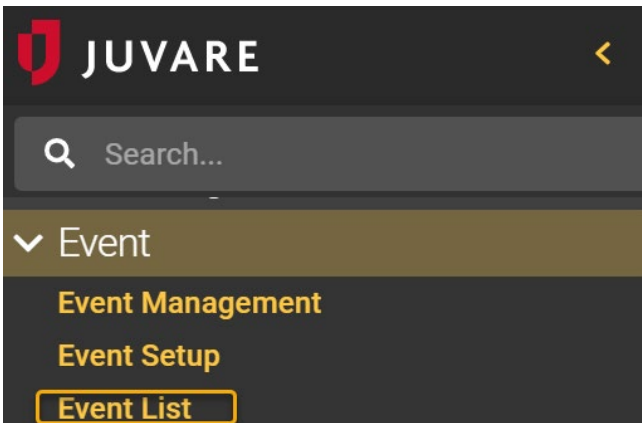 JUVARE
Search...
Event
Event Management
Event Setup
Event List